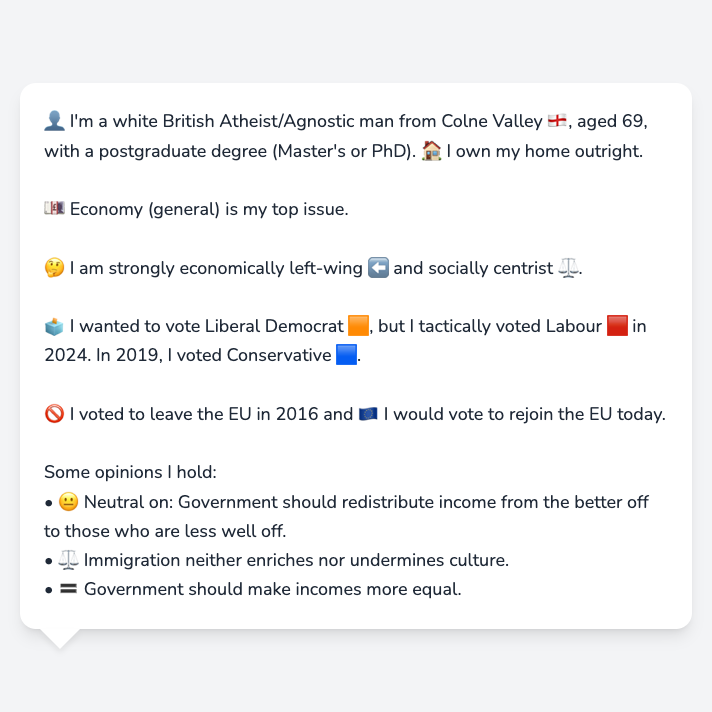 👤 I'm a white British Atheist/Agnostic man from Colne Valley 🏴󠁧󠁢󠁥󠁮󠁧󠁿, aged 69,
with a postgraduate degree (Master's or PhD). 🏠 I own my home outright.
💷 Economy (general) is my top issue.
🤔 I am strongly economically left-wing ⬅️ and socially centrist ⚖️.
🗳️ I wanted to vote Liberal Democrat 🟧, but I tactically voted Labour 🟥 in
2024. In 2019, I voted Conservative 🟦.
🚫 I voted to leave the EU in 2016 and 🇪🇺 I would vote to rejoin the EU today.
Some opinions I hold:
• 😐 Neutral on: Government should redistribute income from the better off
to those who are less well off.
• ⚖️ Immigration neither enriches nor undermines culture.
• 🟰 Government should make incomes more equal.